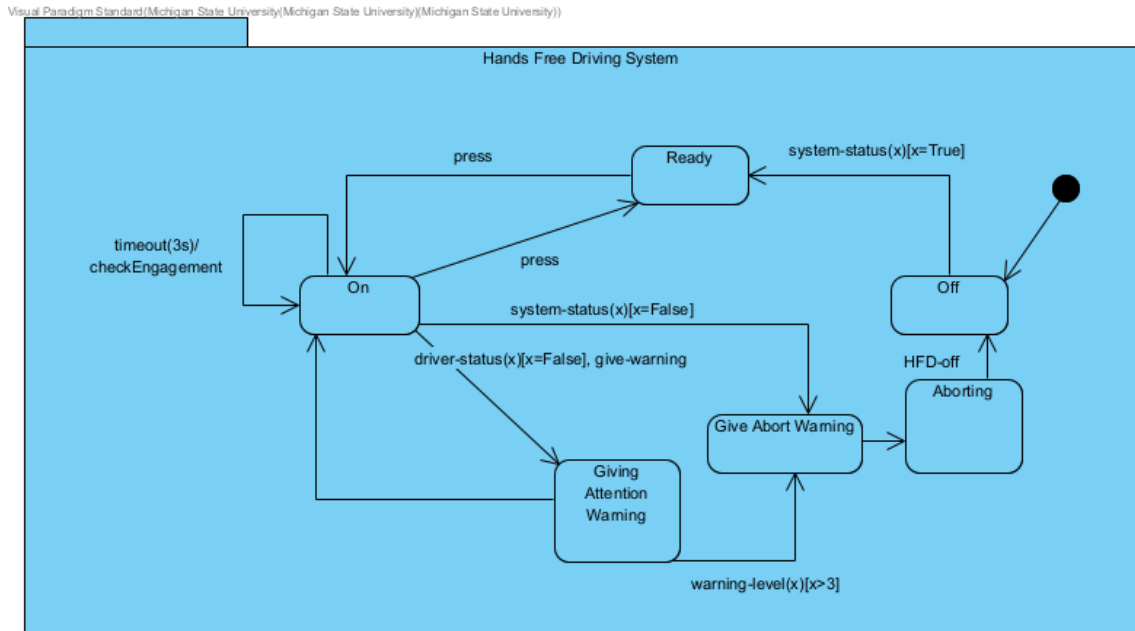 Visual Paradigm Standard(Michigan State University(Michigan State University)(Michigan State University))
Hands Free Driving System
press
Ready
system-status(x)[x=True]
timeout(3s)/
checkEngagement
press
On
Off
system-status(x)[x=False]
driver-status(x)[x=False], give-warning
HFD-off
Aborting
Give Abort Warning
Giving
Attention
Warning
warning-level(x)[x>3]